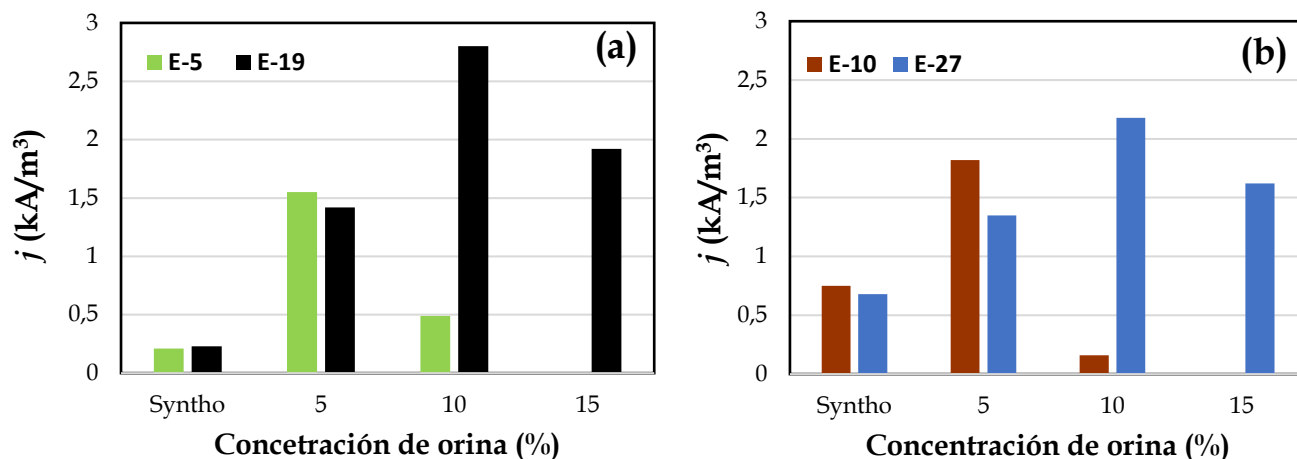 (a)
E-5 E-19
3
2,5
2
1,5
1
0,5
0
j (kA/m³)
Syntho 5 10 15
Concetración de orina (%)
(b)
E-10 E-27
3
2,5
2
1,5
1
0,5
0
j (kA/m³)
Syntho 5 10 15
Concentración de orina (%)